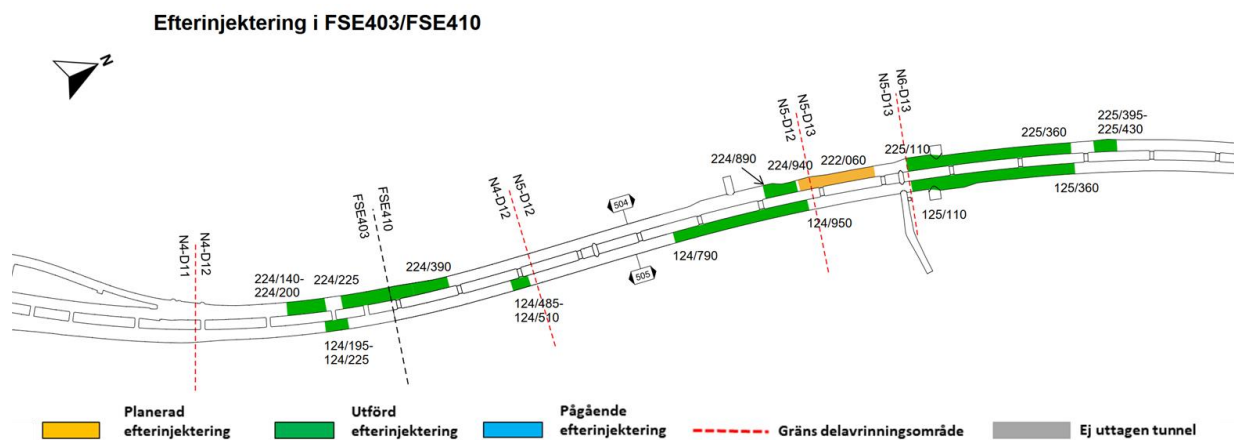 Efterinjektering i FSE403/FSE410
N
N4-D11
N4-D12
224/140-
224/200
224/225
FSE403
FSE410
224/390
124/195-
124/225
N4-D12
N5-D12
124/485-
124/510
504
505
224/890
224/940
124/790
N5-D12
N5-D13
222/060
124/950
N5-D13
N6-D13
225/110
125/110
225/360
125/360
225/395-
225/430
Planerad
efterinjektering
Utförd
efterinjektering
Pågående
efterinjektering
Gräns delavrinningsområde
Ej uttagen tunnel